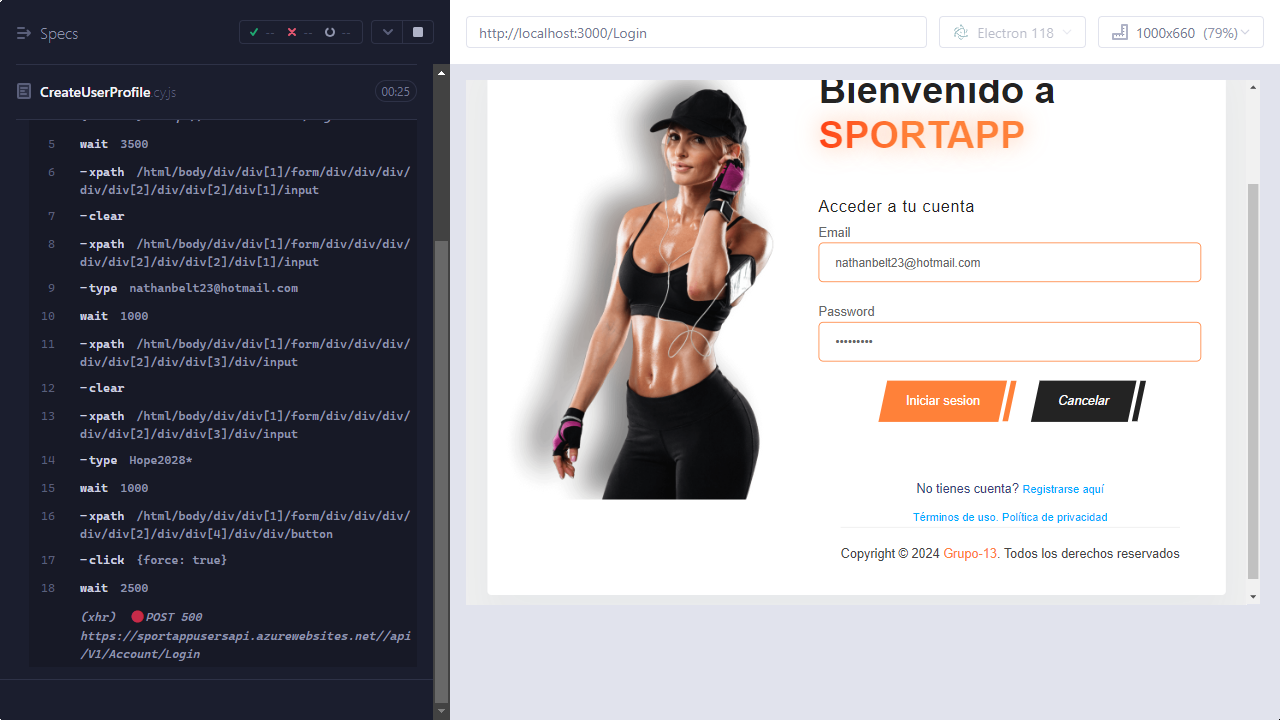 Specs
--
--
--
CreateUserProfile cy.js
00:25
5 wait 3500
6 -xpath /html/body/div/div[1]/form/div/div/div/
div/div[2]/div/div[2]/div[1]/input
7 -clear
8 -xpath /html/body/div/div[1]/form/div/div/div/
div/div[2]/div/div[2]/div[1]/input
9 -type nathanbelt23@hotmail.com
10 wait 1000
11 -xpath /html/body/div/div[1]/form/div/div/div/
div/div[2]/div/div[3]/div/input
12 -clear
13 -xpath /html/body/div/div[1]/form/div/div/div/
div/div[2]/div/div[3]/div/input
14 -type Hope2028*
15 wait 1000
16 -xpath /html/body/div/div[1]/form/div/div/div/
div/div[2]/div/div[4]/div/div/button
17 -click {force: true}
18 wait 2500
(xhr) POST 500
https://sportappusersapi.azurewebsites.net//api
/V1/Account/Login
http://localhost:3000/Login
Electron 118
1000x660 (79%)
Bienvenido a
SPORTAPP
Acceder a tu cuenta
Email
nathanbelt23@hotmail.com
Password
•••••••••
Iniciar sesion
Cancelar
No tienes cuenta? Registrarse aquí
Términos de uso. Política de privacidad
Copyright © 2024 Grupo-13. Todos los derechos reservados